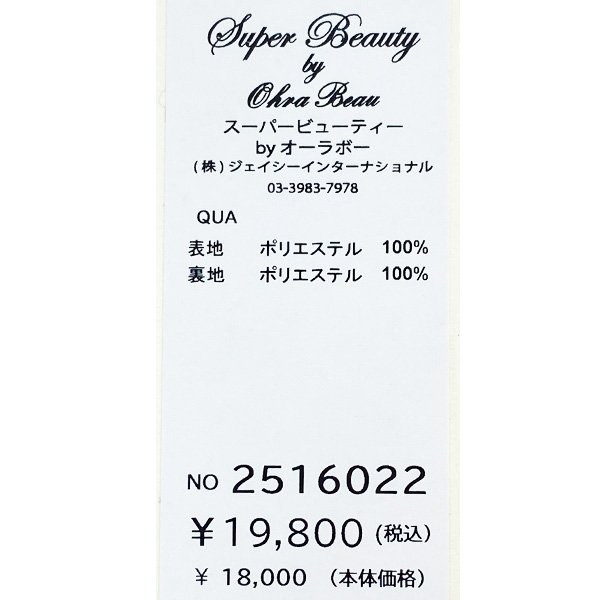 Super Beauty
by
Ohra Beau
スーパービューティー
by オーラボー
(株)ジェイシーインターナショナル
03-3983-7978
QUA
表地 ポリエステル 100%
裏地 ポリエステル 100%
NO 2516022
¥19,800 (税込)
¥ 18,000 (本体価格)